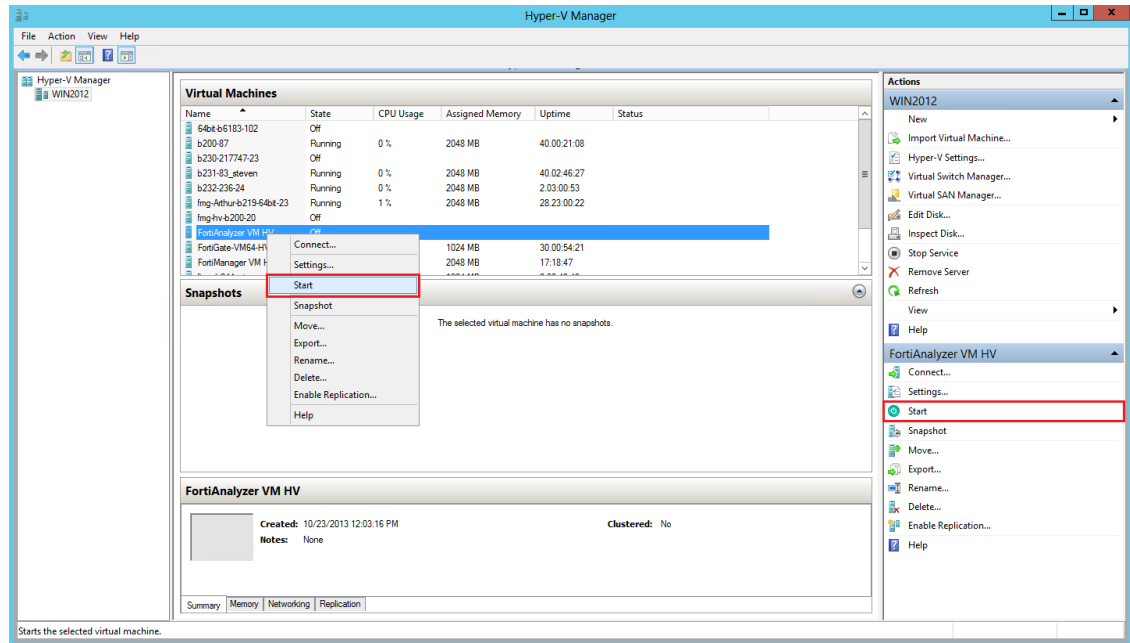 Hyper-V Manager
File Action View Help
Hyper-V Manager
WIN2012
Virtual Machines
Name State CPU Usage Assigned Memory Uptime Status
64bit-b6183-102 Off
b200-87 Running 0 % 2048 MB 40.00:21:08
b230-217747-23 Off
b231-83_steven Running 0 % 2048 MB 40.02:46:27
b232-236-24 Running 0 % 2048 MB 2.03:00:53
fmg-Arthur-b219-64bit-23 Running 1 % 2048 MB 28.23:00:22
fmg-hv-b200-20 Off
FortiAnalyzer VM HV Off
FortiGate-VM64-HV 1024 MB 30.00:54:21
FortiManager VM H 2048 MB 17:18:47
Connect...
Settings...
Start
Snapshot
Move...
Export...
Rename...
Delete...
Enable Replication...
Help
Snapshots
The selected virtual machine has no snapshots.
FortiAnalyzer VM HV
Created: 10/23/2013 12:03:16 PM Clustered: No
Notes: None
Summary Memory Networking Replication
Actions
WIN2012
New
Import Virtual Machine...
Hyper-V Settings...
Virtual Switch Manager...
Virtual SAN Manager...
Edit Disk...
Inspect Disk...
Stop Service
Remove Server
Refresh
View
Help
FortiAnalyzer VM HV
Connect...
Settings...
Start
Snapshot
Move...
Export...
Rename...
Delete...
Enable Replication...
Help
Starts the selected virtual machine.